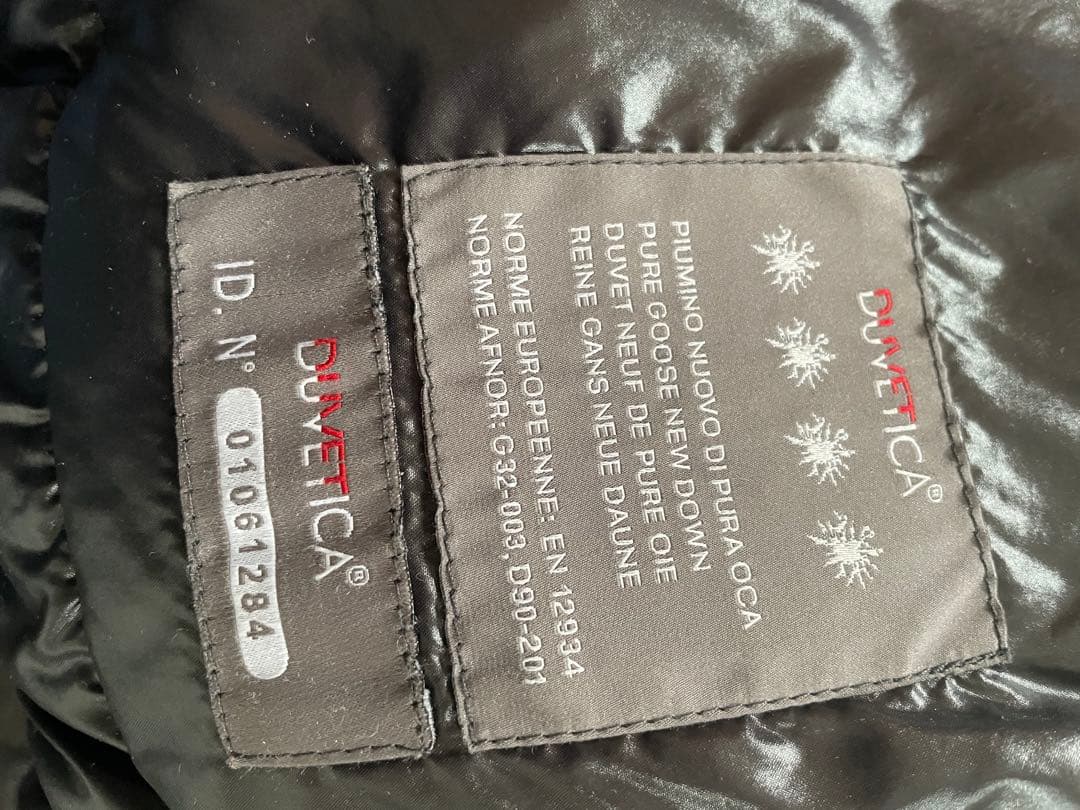 DUVETICA®
PIUMINO NUOVO DI PURA OCA
PURE GOOSE NEW DOWN
DUVET NEUF DE PURE OIE
REINE GANS NEUE DAUNE
NORME EUROPEENNE: EN 12934
NORME AFNOR: G32-003, D90-201
DUVETICA®
ID. N° 01061284